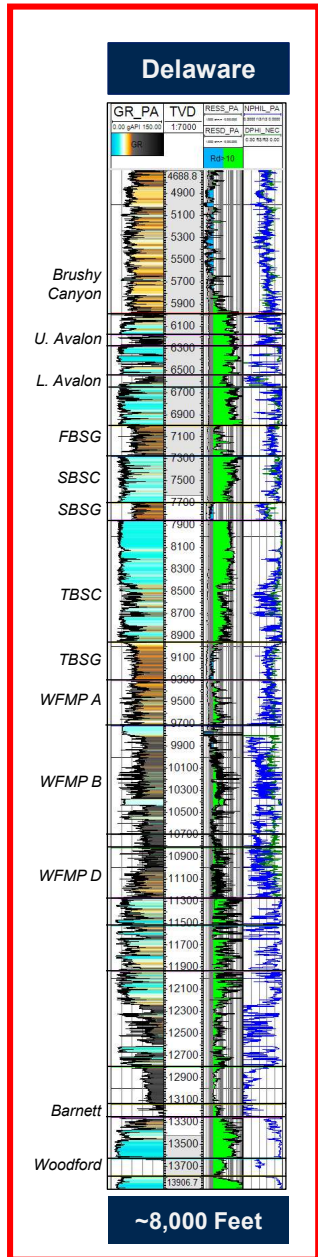 Delaware
GR_PA TVD RESS_PA NPHIL_PA
0.00 gAPI 150.00 1:7000 RESD_PA DPHI_NEC
GR Rd>10
4688.8
4900
5100
5300
5500
Brushy 5700
Canyon 5900
6100
U. Avalon 6300
6500
L. Avalon 6700
6900
FBSG 7100
7300
SBSC 7500
SBSG 7700
7900
8100
8300
TBSC 8500
8700
8900
TBSG 9100
9300
WFMP A 9500
9700
9900
WFMP B 10100
13300
10500
10700
10900
WFMP D 11100
11300
11500
11700
11900
12100
12300
12500
12700
12900
Barnett 13100
13300
13500
Woodford 13700
13906.7
~8,000 Feet